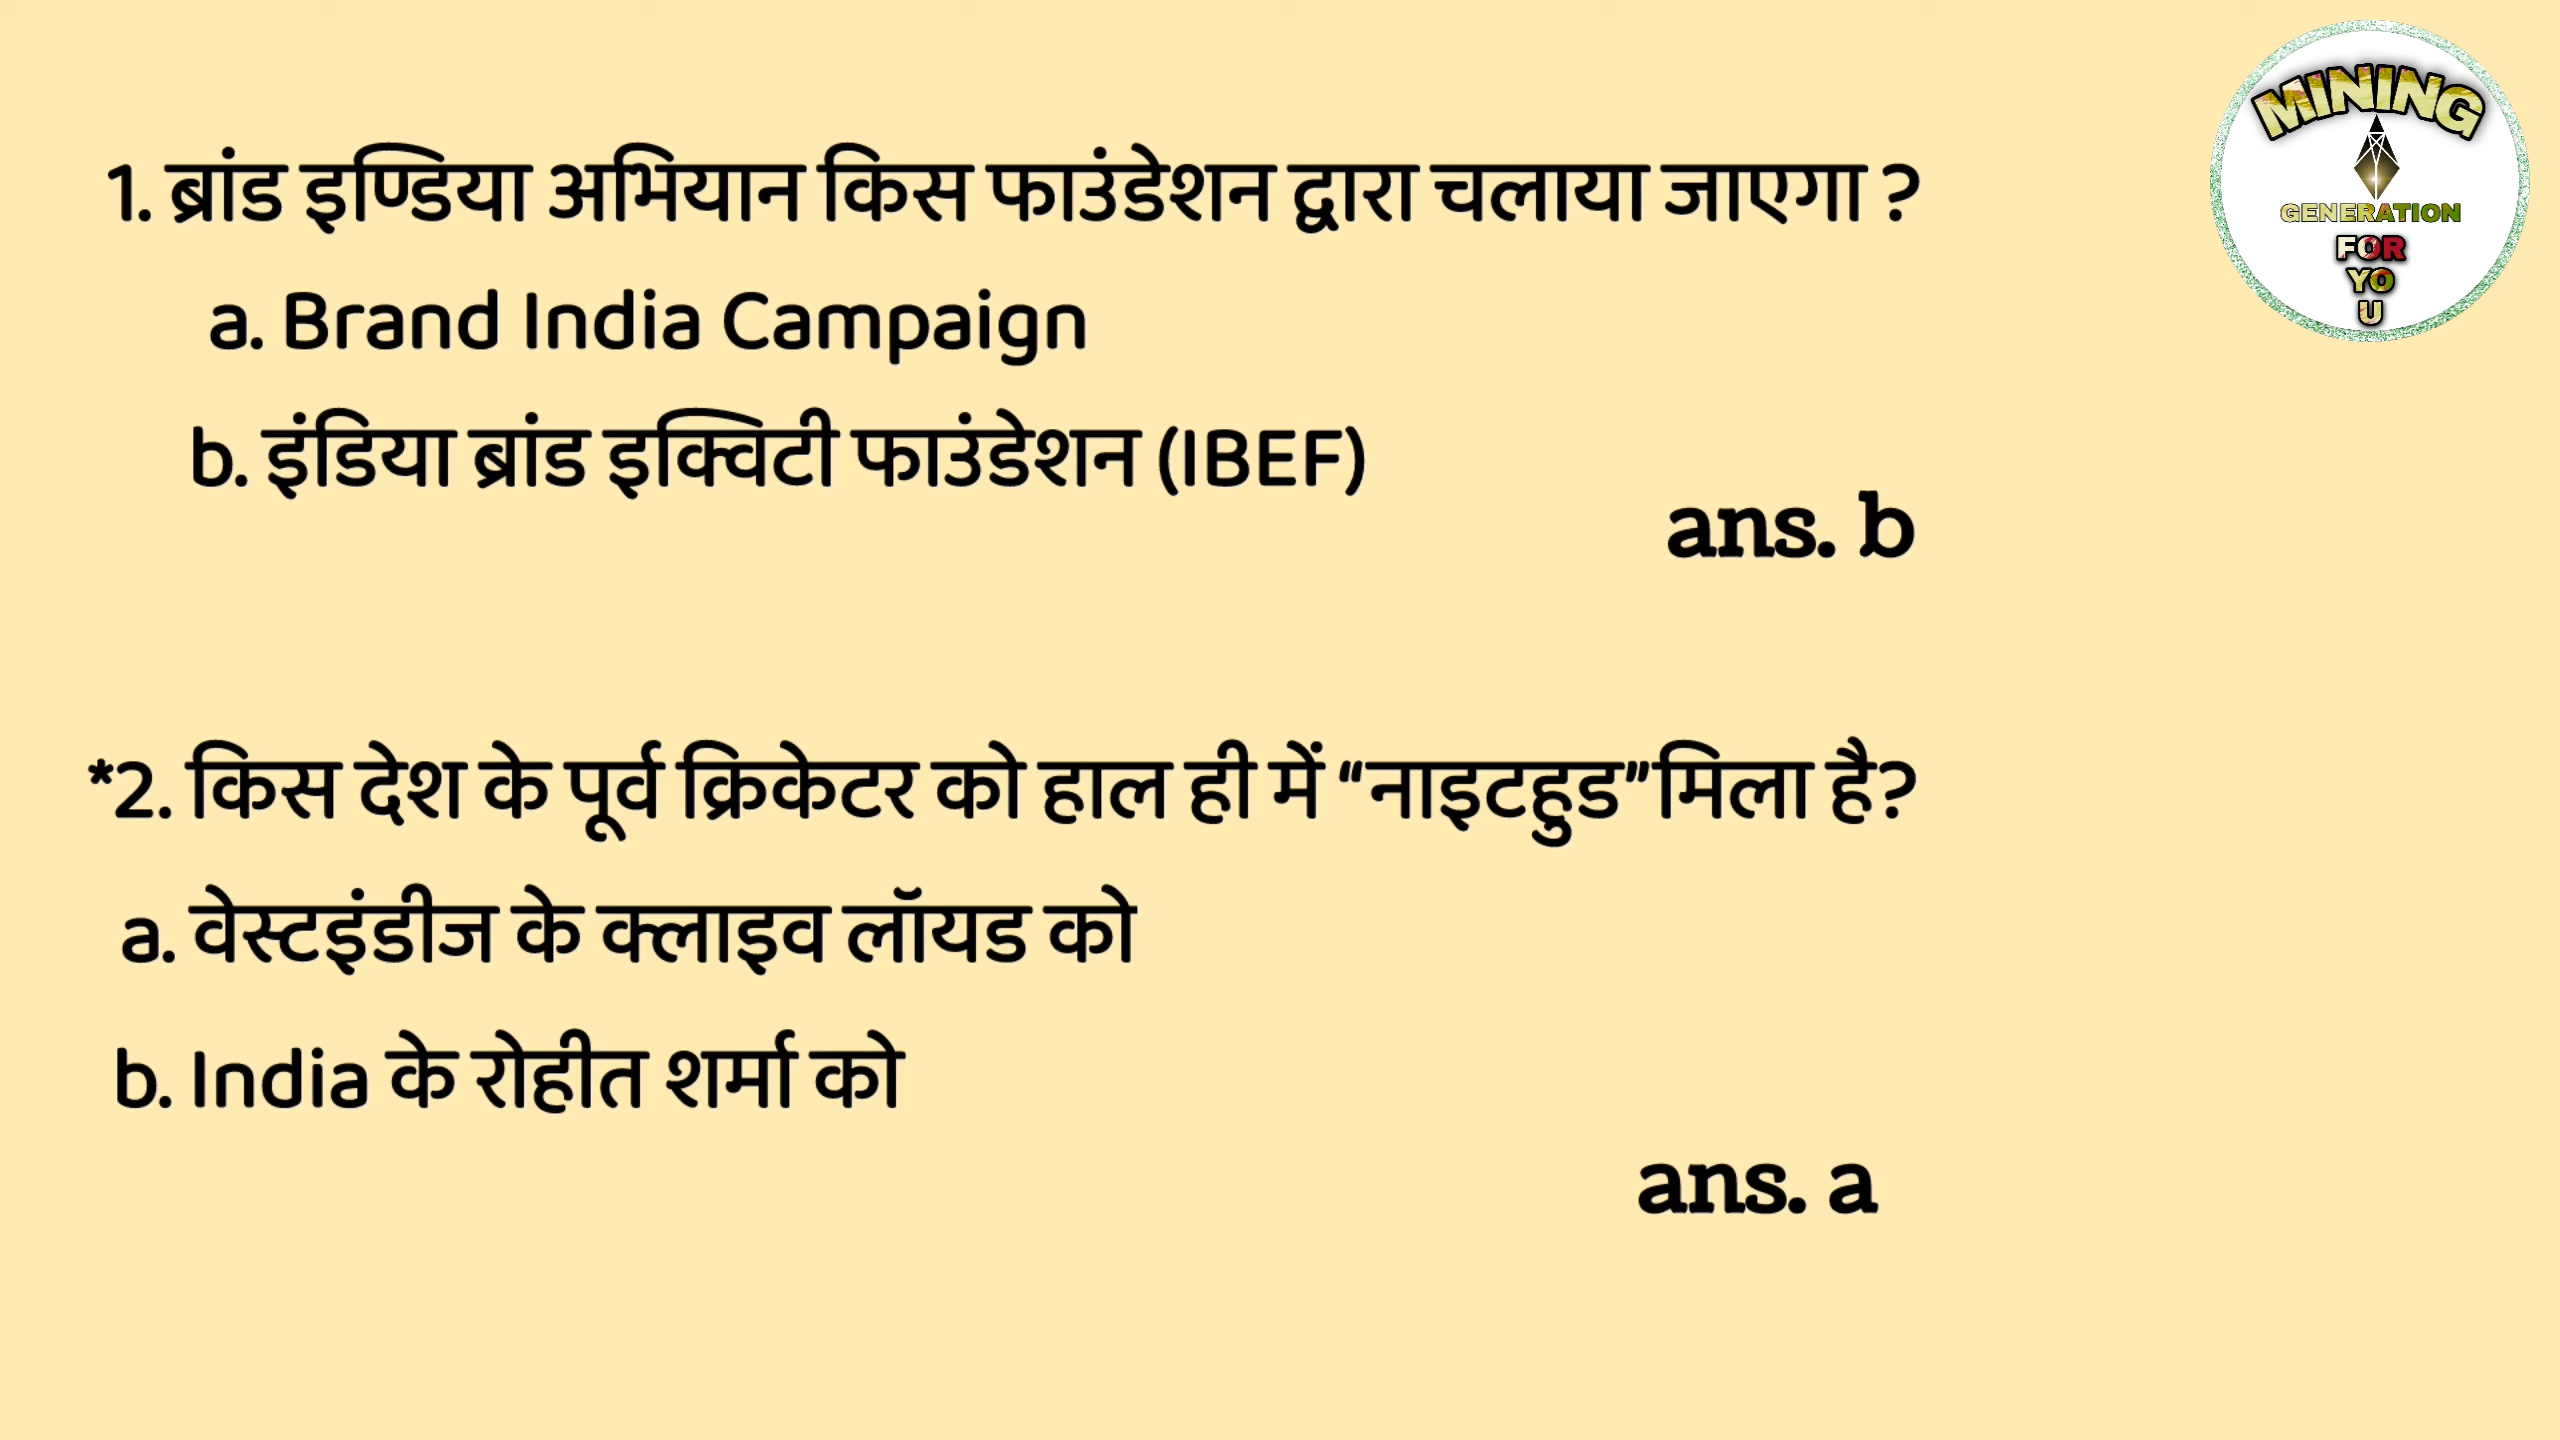 1. ब्रांड इण्डिया अभियान किस फाउंडेशन द्वारा चलाया जाएगा ?
a. Brand India Campaign
b. इंडिया ब्रांड इक्विटी फाउंडेशन (IBEF)
ans. b
*2. किस देश के पूर्व क्रिकेटर को हाल ही में “नाइटहुड”मिला है?
a. वेस्टइंडीज के क्लाइव लॉयड को
b. India के रोहीत शर्मा को
ans. a
MINING
GENERATION
FOR
YO
U